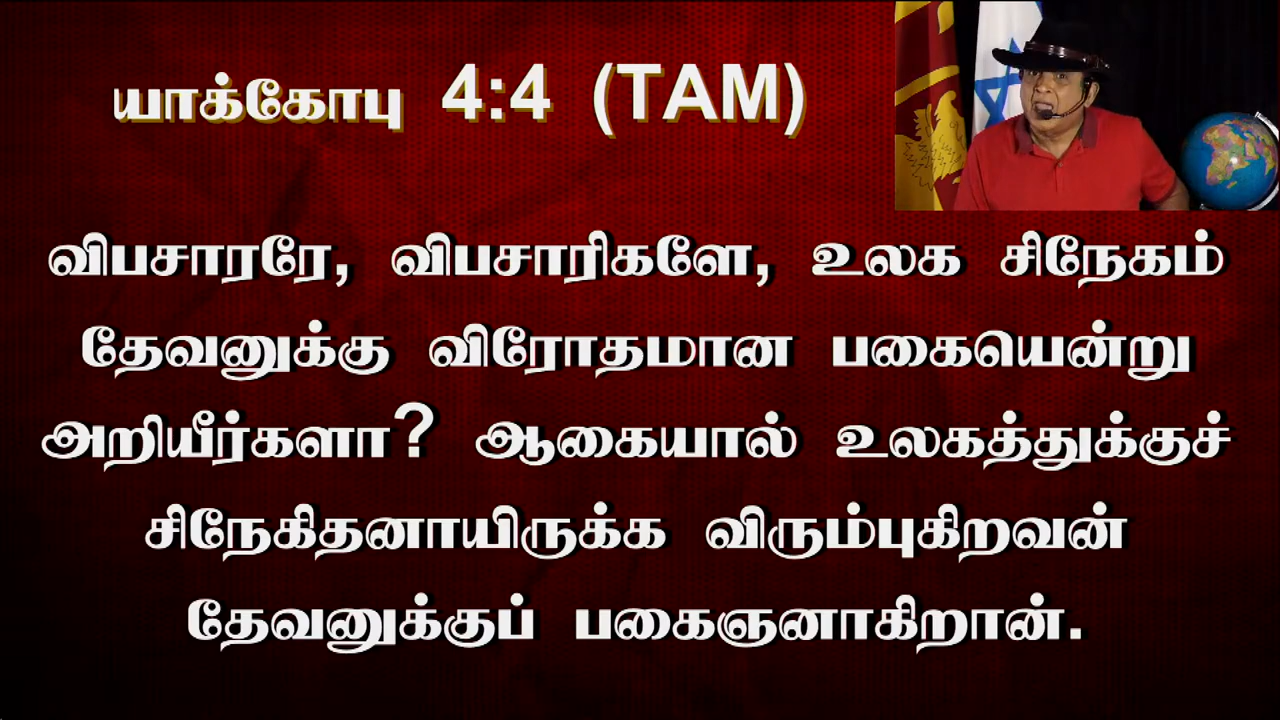 யாக்கோபு 4:4 (TAM)
விபசாரரே, விபசாரிகளே, உலக சிநேகம்
தேவனுக்கு விரோதமான பகையென்று
அறியீர்களா? ஆகையால் உலகத்துக்குச்
சிநேகிதனாயிருக்க விரும்புகிறவன்
தேவனுக்குப் பகைஞனாகிறான்.